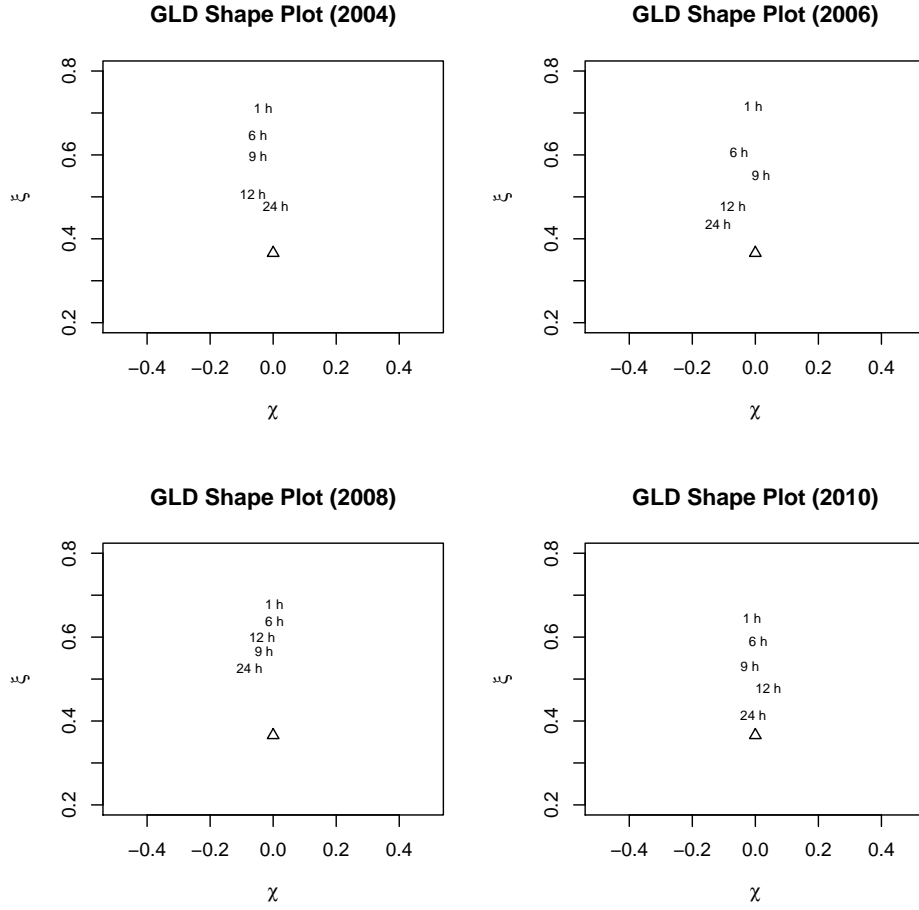 GLD Shape Plot (2004)
0.8
0.6
0.4
0.2
ξ
1 h
6 h
9 h
12 h
24 h
−0.4 −0.2 0.0 0.2 0.4
χ
GLD Shape Plot (2006)
0.8
0.6
0.4
0.2
ξ
1 h
6 h
9 h
12 h
24 h
−0.4 −0.2 0.0 0.2 0.4
χ
GLD Shape Plot (2008)
0.8
0.6
0.4
0.2
ξ
1 h
6 h
12 h
9 h
24 h
−0.4 −0.2 0.0 0.2 0.4
χ
GLD Shape Plot (2010)
0.8
0.6
0.4
0.2
ξ
1 h
6 h
9 h
12 h
24 h
−0.4 −0.2 0.0 0.2 0.4
χ